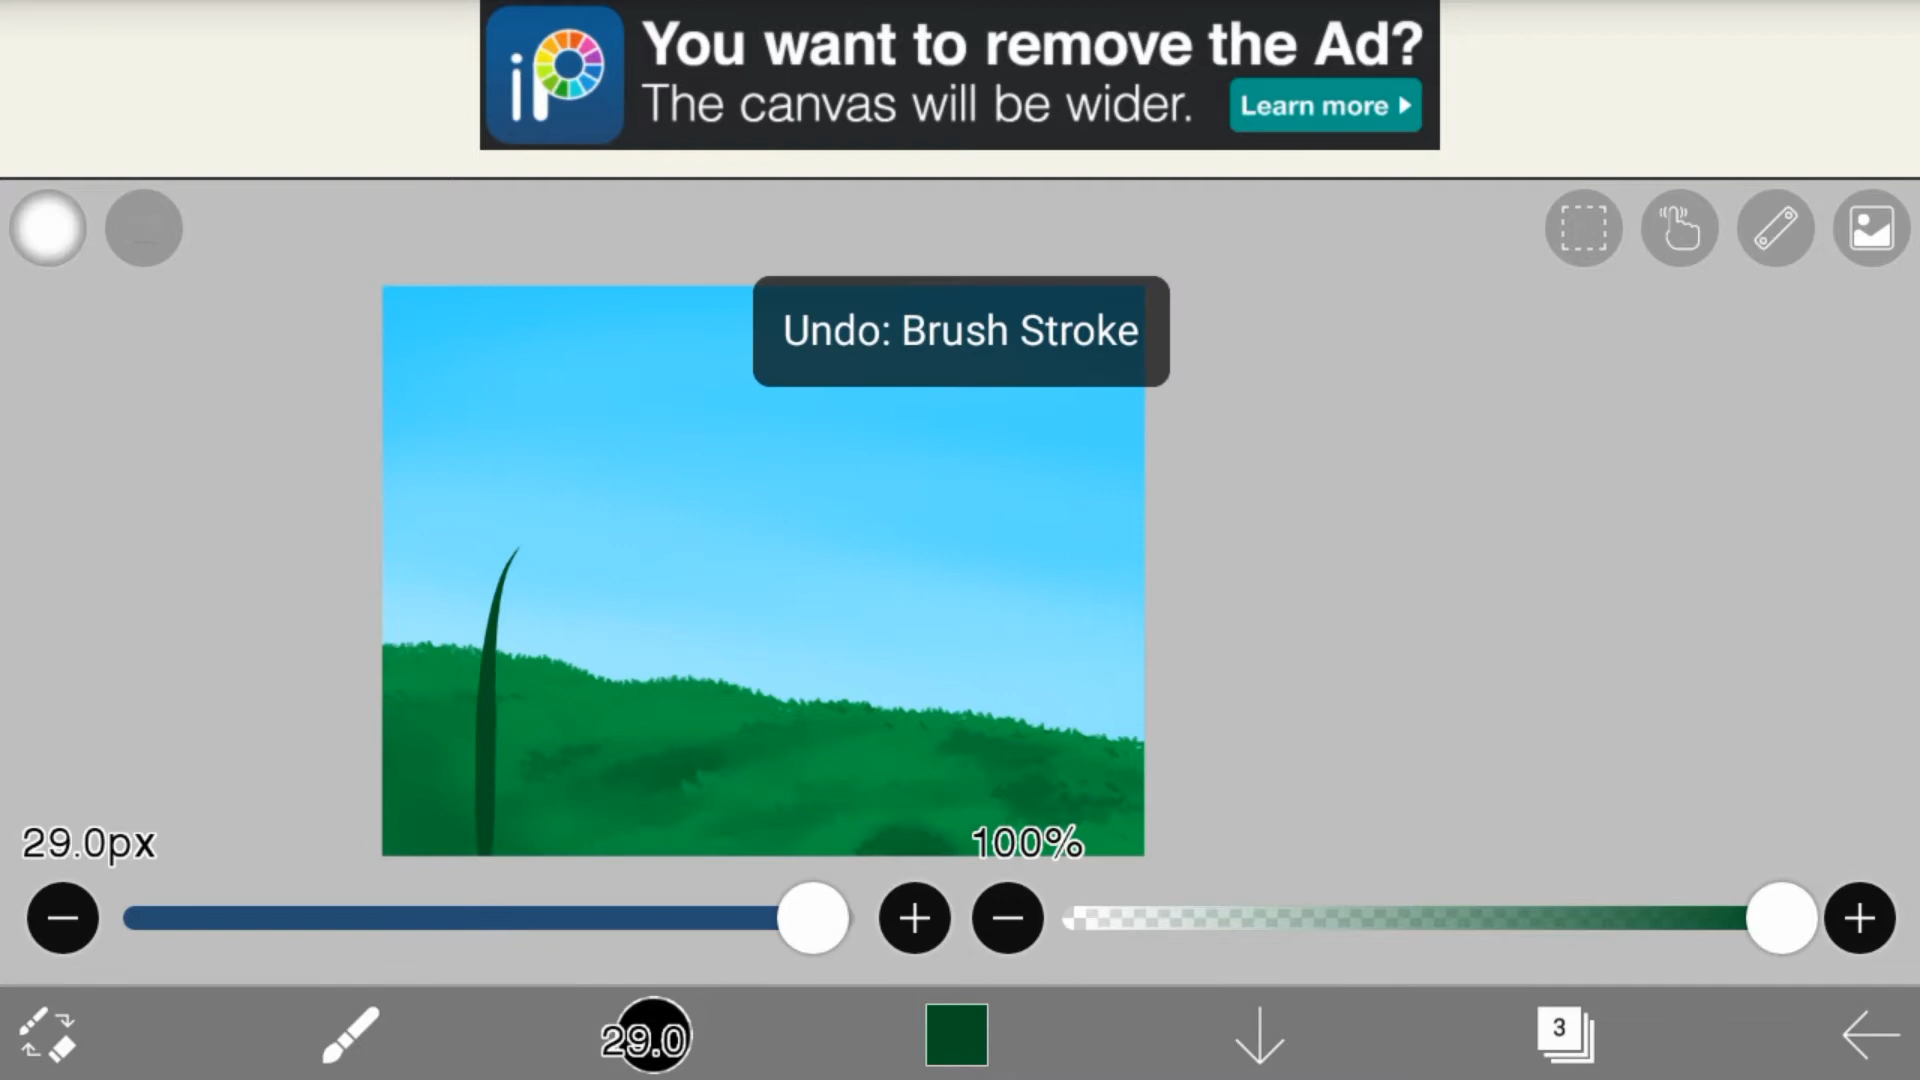 iP
You want to remove the Ad?
The canvas will be wider.
Learn more
Undo: Brush Stroke
29.0px
100%
29.0
3